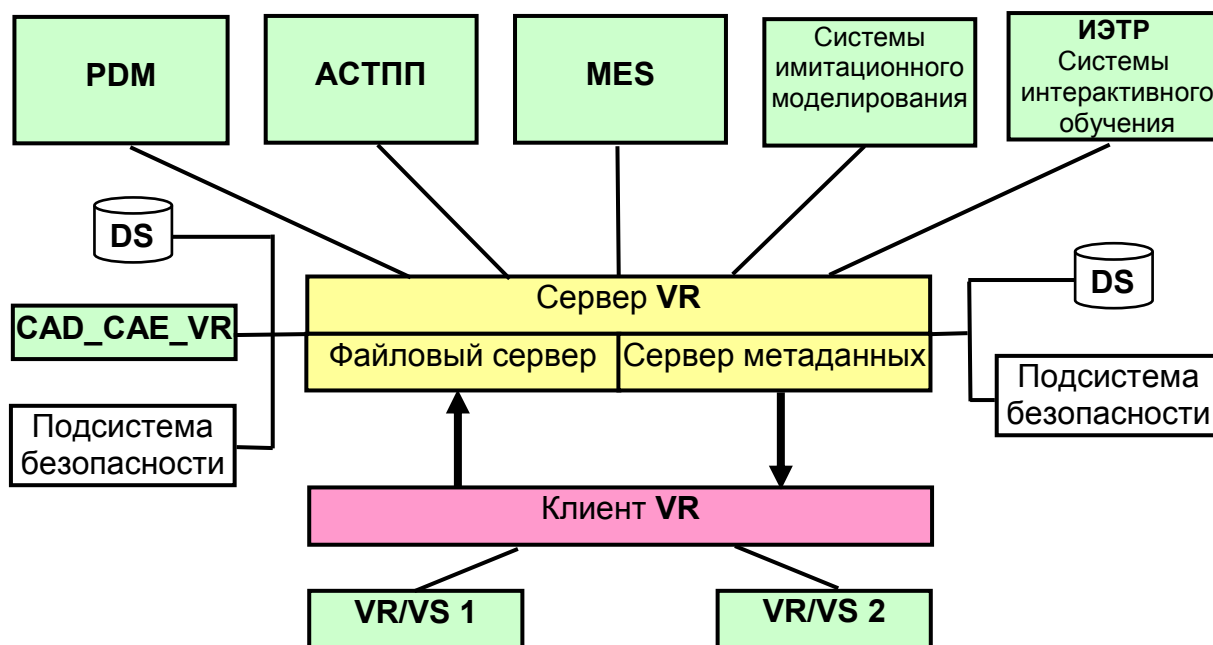 PDM
АСТПП
MES
Системы
имитационного
моделирования
ИЭТР
Системы
интерактивного
обучения
DS
CAD_CAE_VR
Подсистема
безопасности
Сервер VR
Файловый сервер
Сервер метаданных
DS
Подсистема
безопасности
Клиент VR
VR/VS 1
VR/VS 2